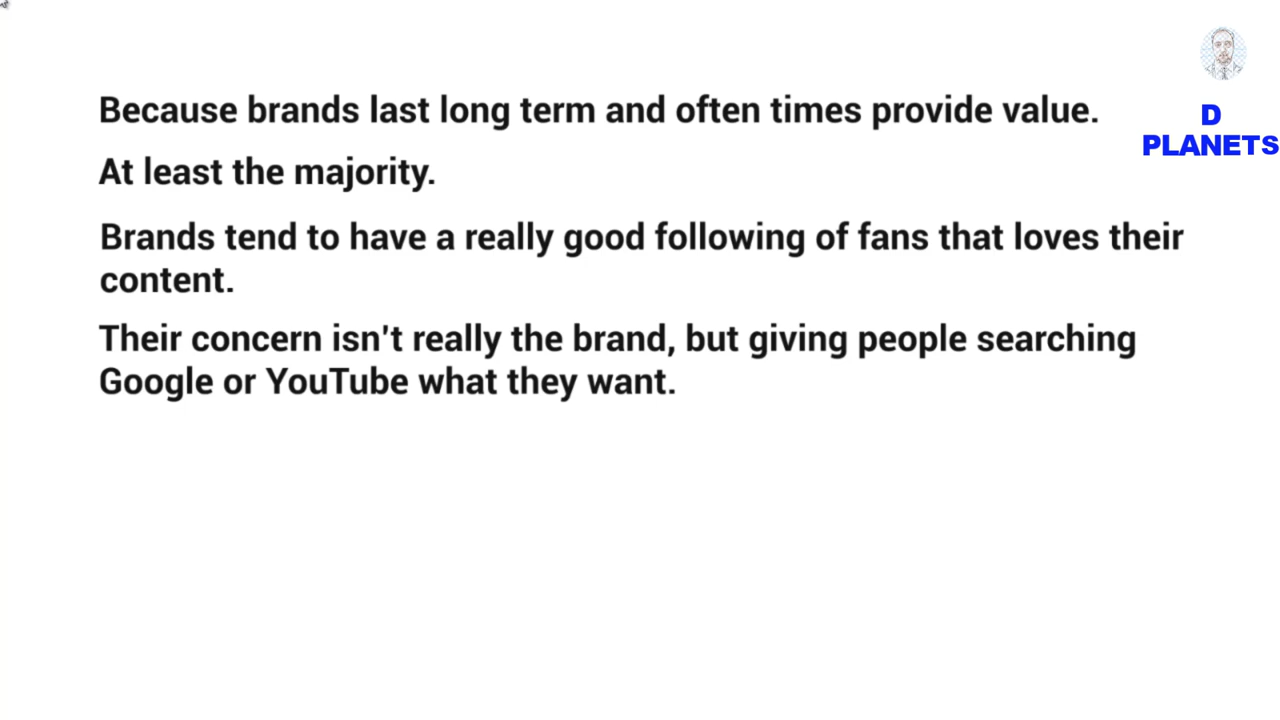 Because brands last long term and often times provide value.
At least the majority.
Brands tend to have a really good following of fans that loves their
content.
Their concern isn't really the brand, but giving people searching
Google or YouTube what they want.
D
PLANETS